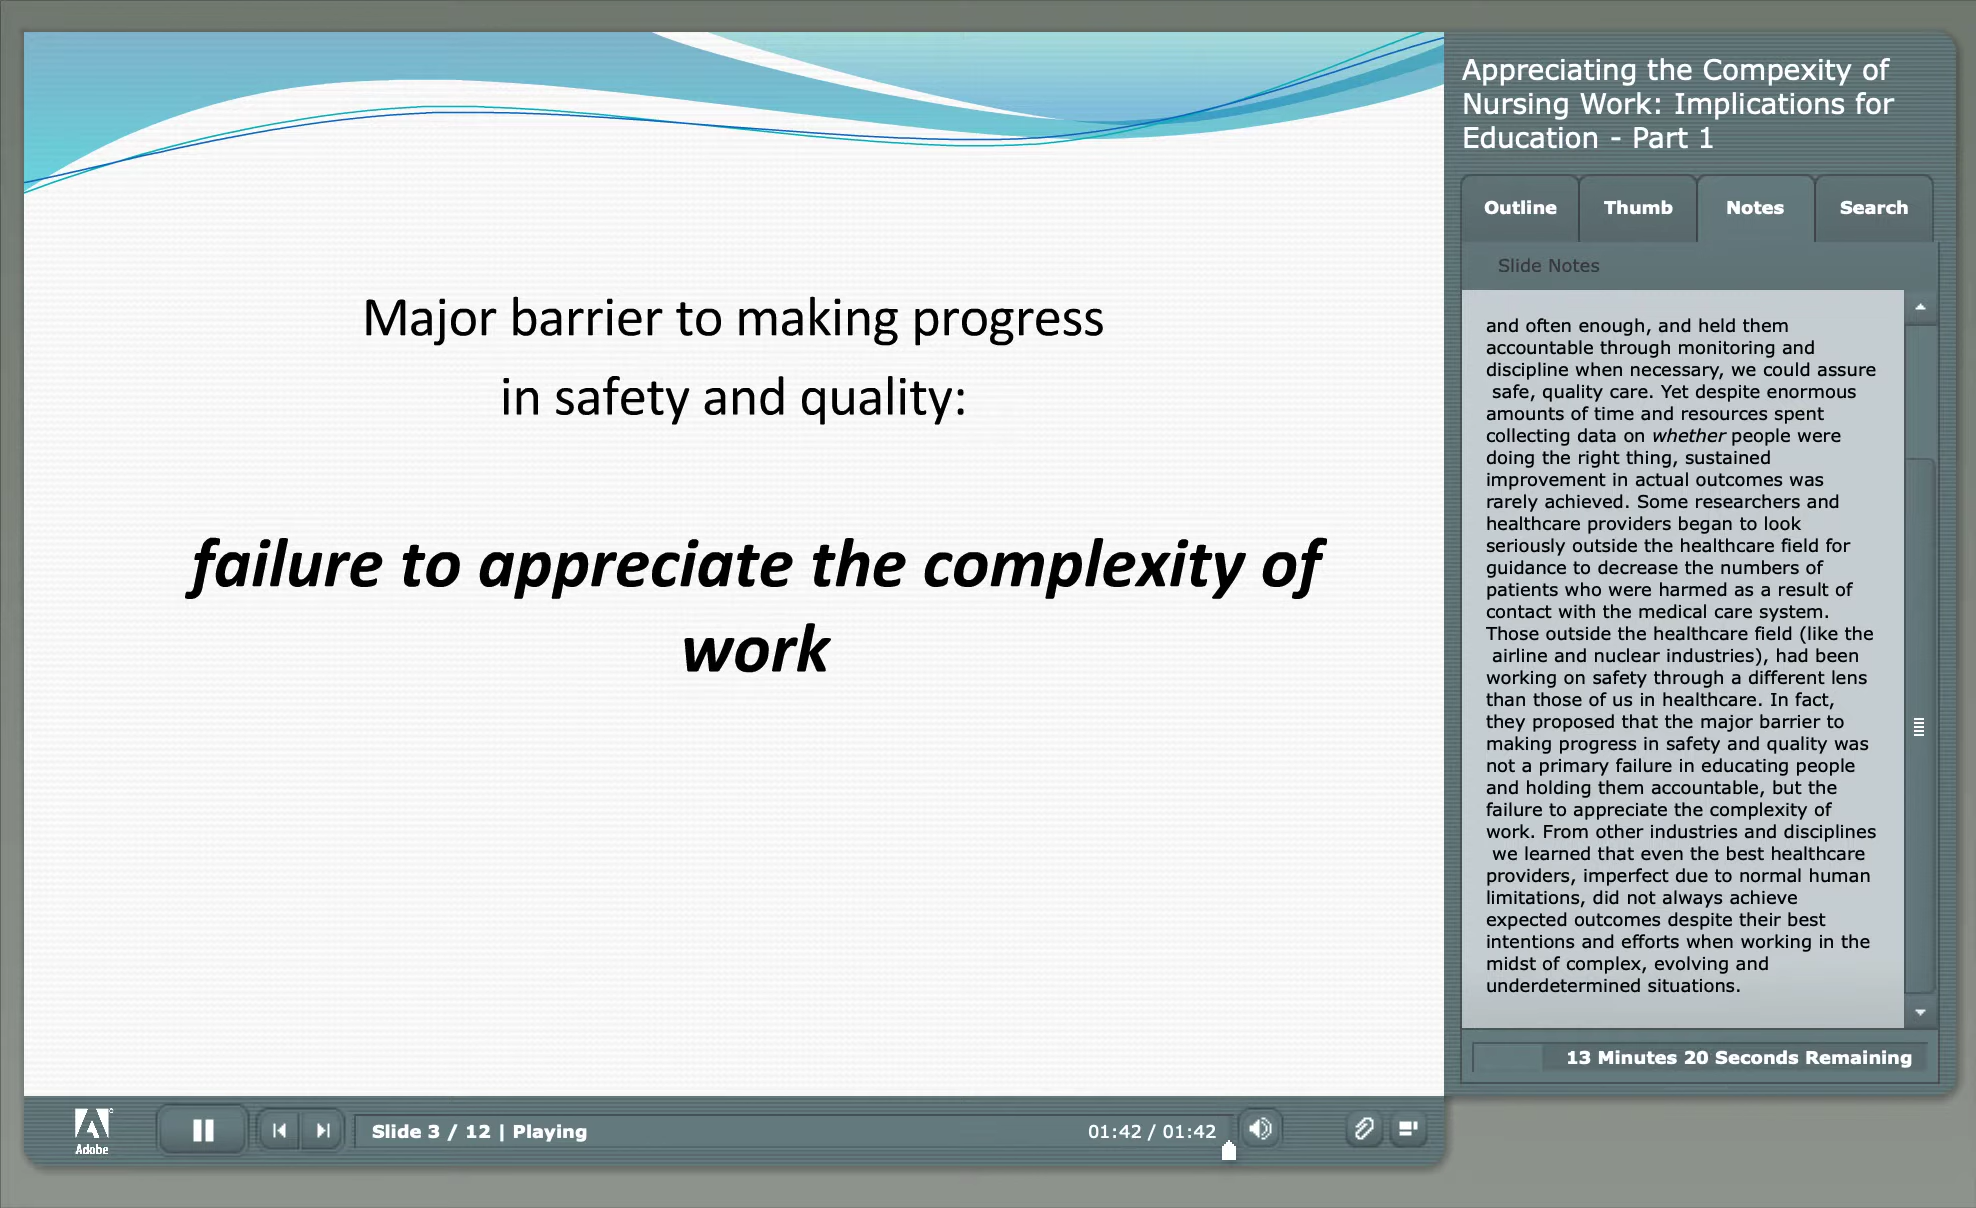 Major barrier to making progress
in safety and quality:
failure to appreciate the complexity of
work
Appreciating the Compexity of
Nursing Work: Implications for
Education - Part 1
Outline
Thumb
Notes
Search
Slide Notes
and often enough, and held them
accountable through monitoring and
discipline when necessary, we could assure
safe, quality care. Yet despite enormous
amounts of time and resources spent
collecting data on whether people were
doing the right thing, sustained
improvement in actual outcomes was
rarely achieved. Some researchers and
healthcare providers began to look
seriously outside the healthcare field for
guidance to decrease the numbers of
patients who were harmed as a result of
contact with the medical care system.
Those outside the healthcare field (like the
airline and nuclear industries), had been
working on safety through a different lens
than those of us in healthcare. In fact,
they proposed that the major barrier to
making progress in safety and quality was
not a primary failure in educating people
and holding them accountable, but the
failure to appreciate the complexity of
work. From other industries and disciplines
we learned that even the best healthcare
providers, imperfect due to normal human
limitations, did not always achieve
expected outcomes despite their best
intentions and efforts when working in the
midst of complex, evolving and
underdetermined situations.
13 Minutes 20 Seconds Remaining
Adobe
Slide 3 / 12 | Playing
01:42 / 01:42